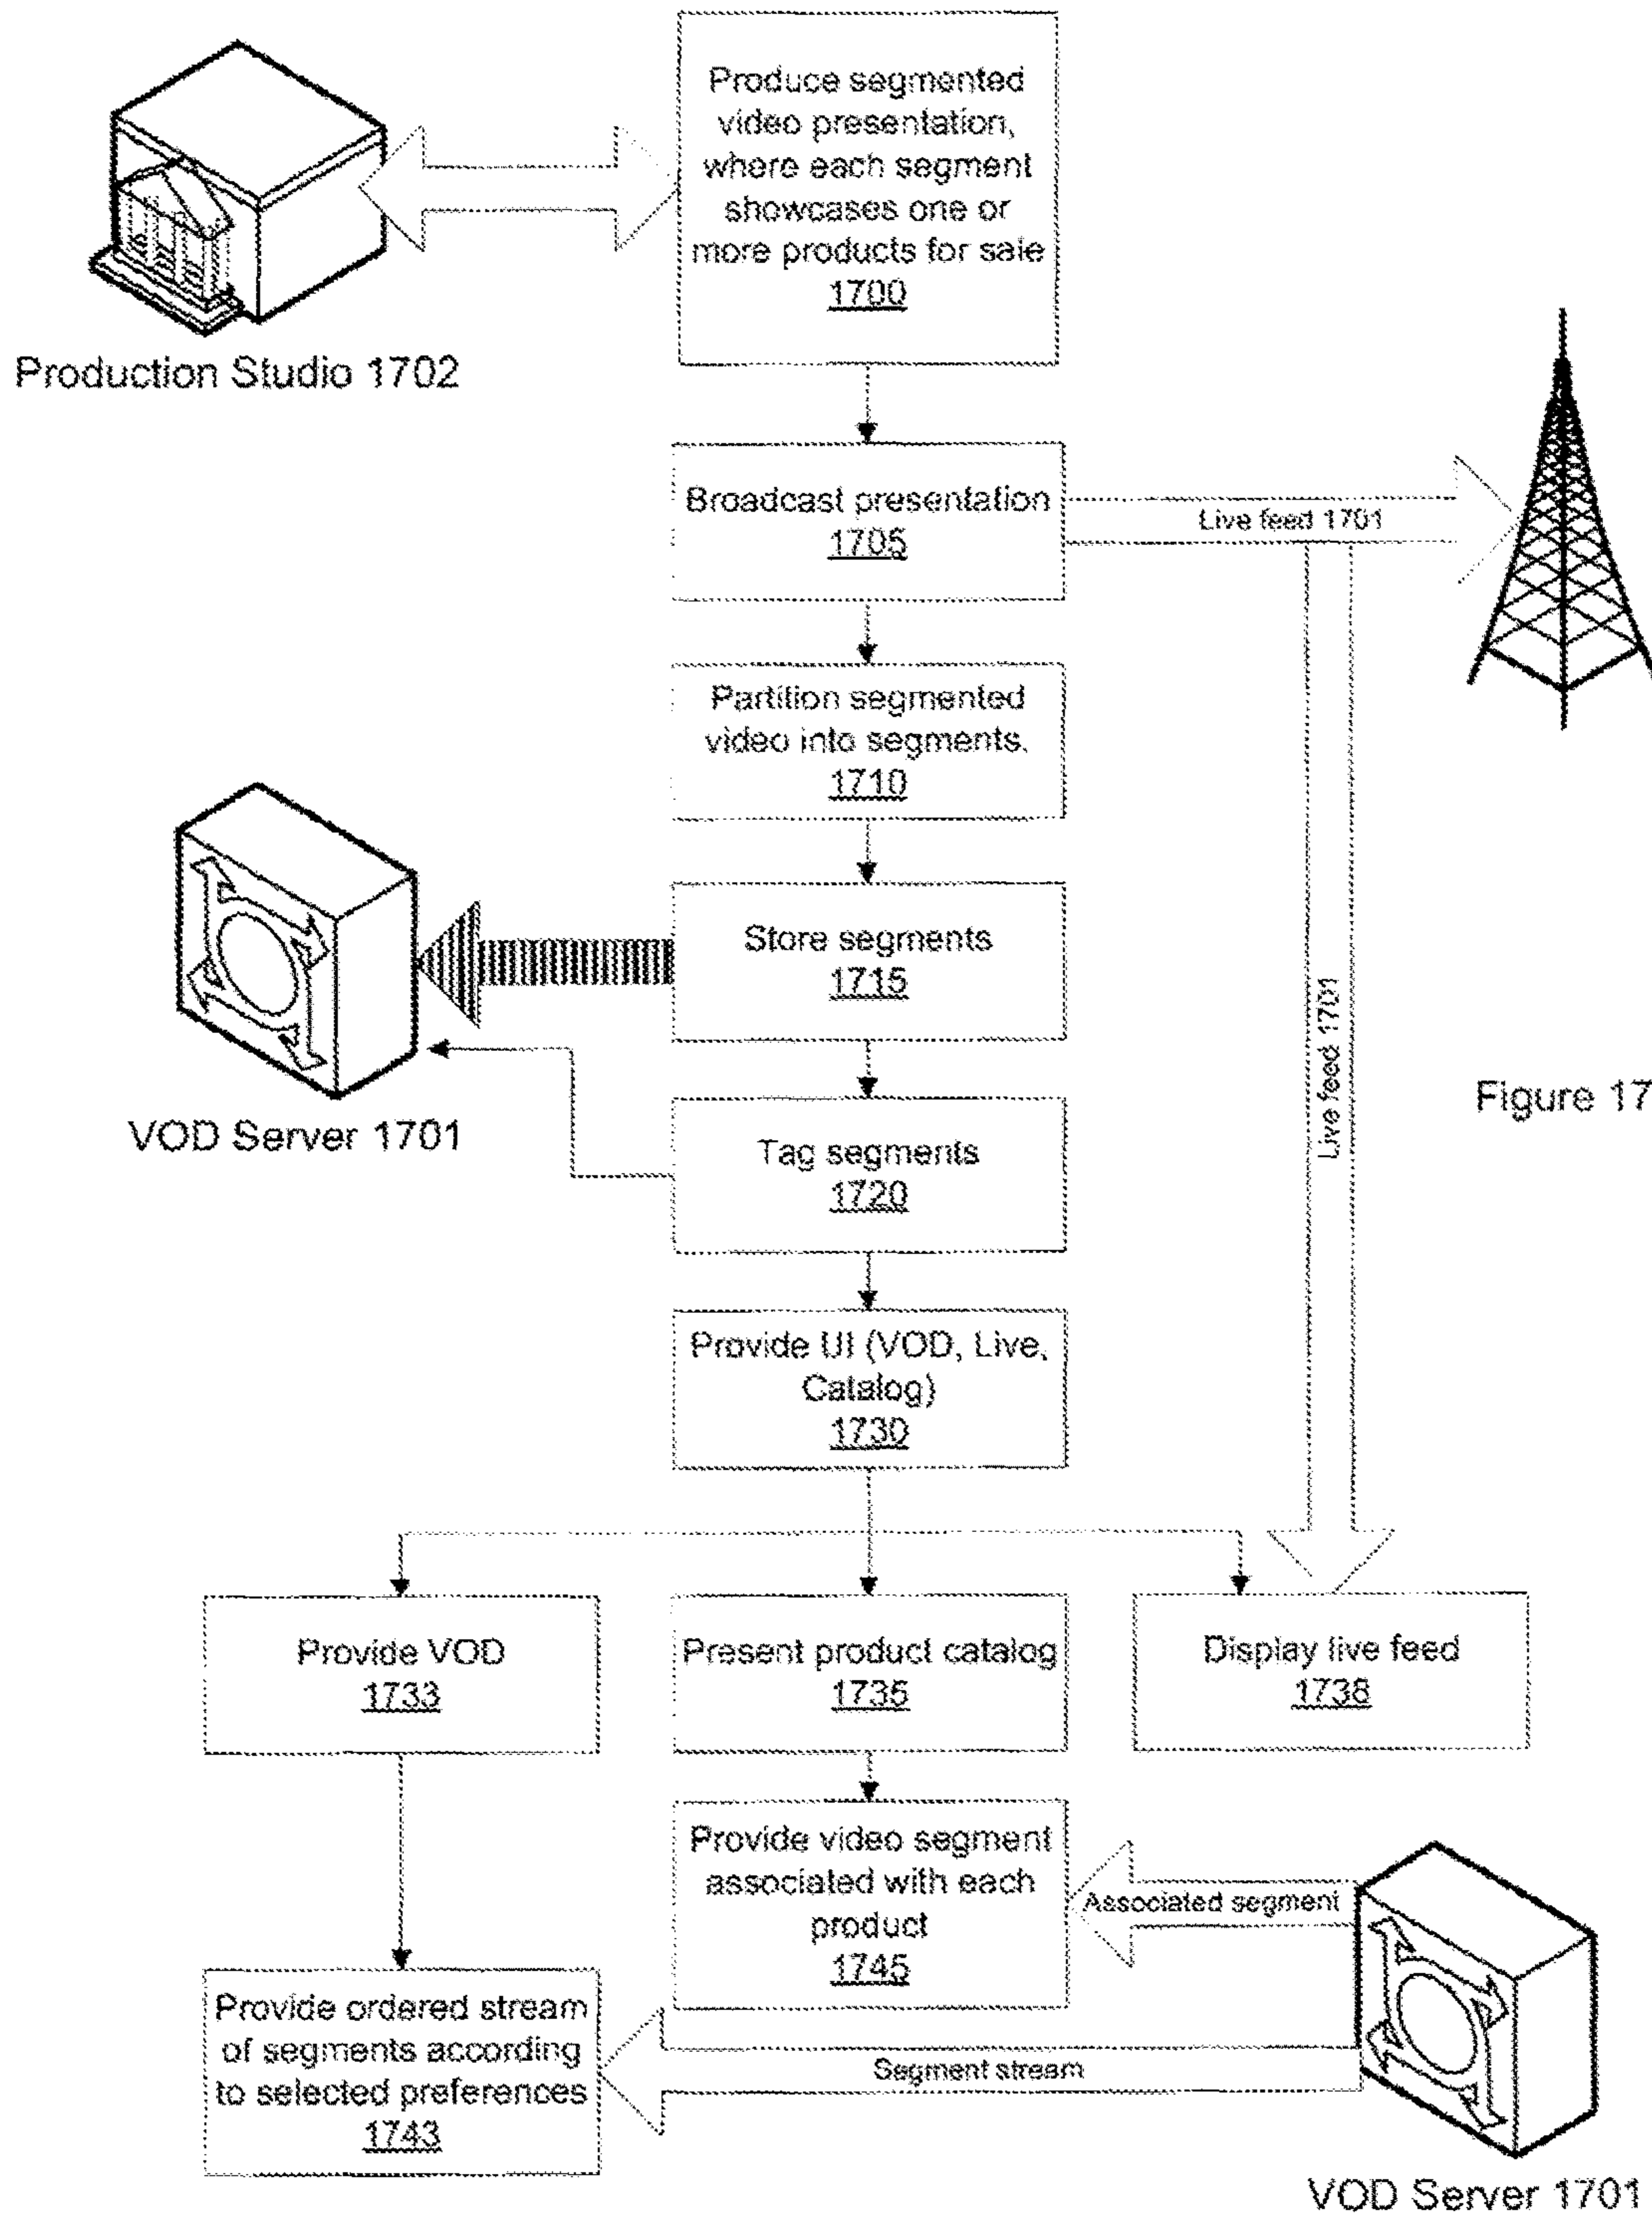 Produce segmented
video presentation,
where each segment
showcases one or
more products for sale
1700
Production Studio 1702
Broadcast presentation
1705
Live feed 1701
Partition segmented
video into segments.
1710
Store segments
1715
VOD Server 1701
Live feed 1701
Figure 17
Tag segments
1720
Provide UI (VOD, Live,
Catalog)
1730
Provide VOD
1733
Present product catalog
1735
Display live feed
1738
Provide video segment
associated with each
product
1745
Associated segment
Provide ordered stream
of segments according
to selected preferences
1743
Segment stream
VOD Server 1701